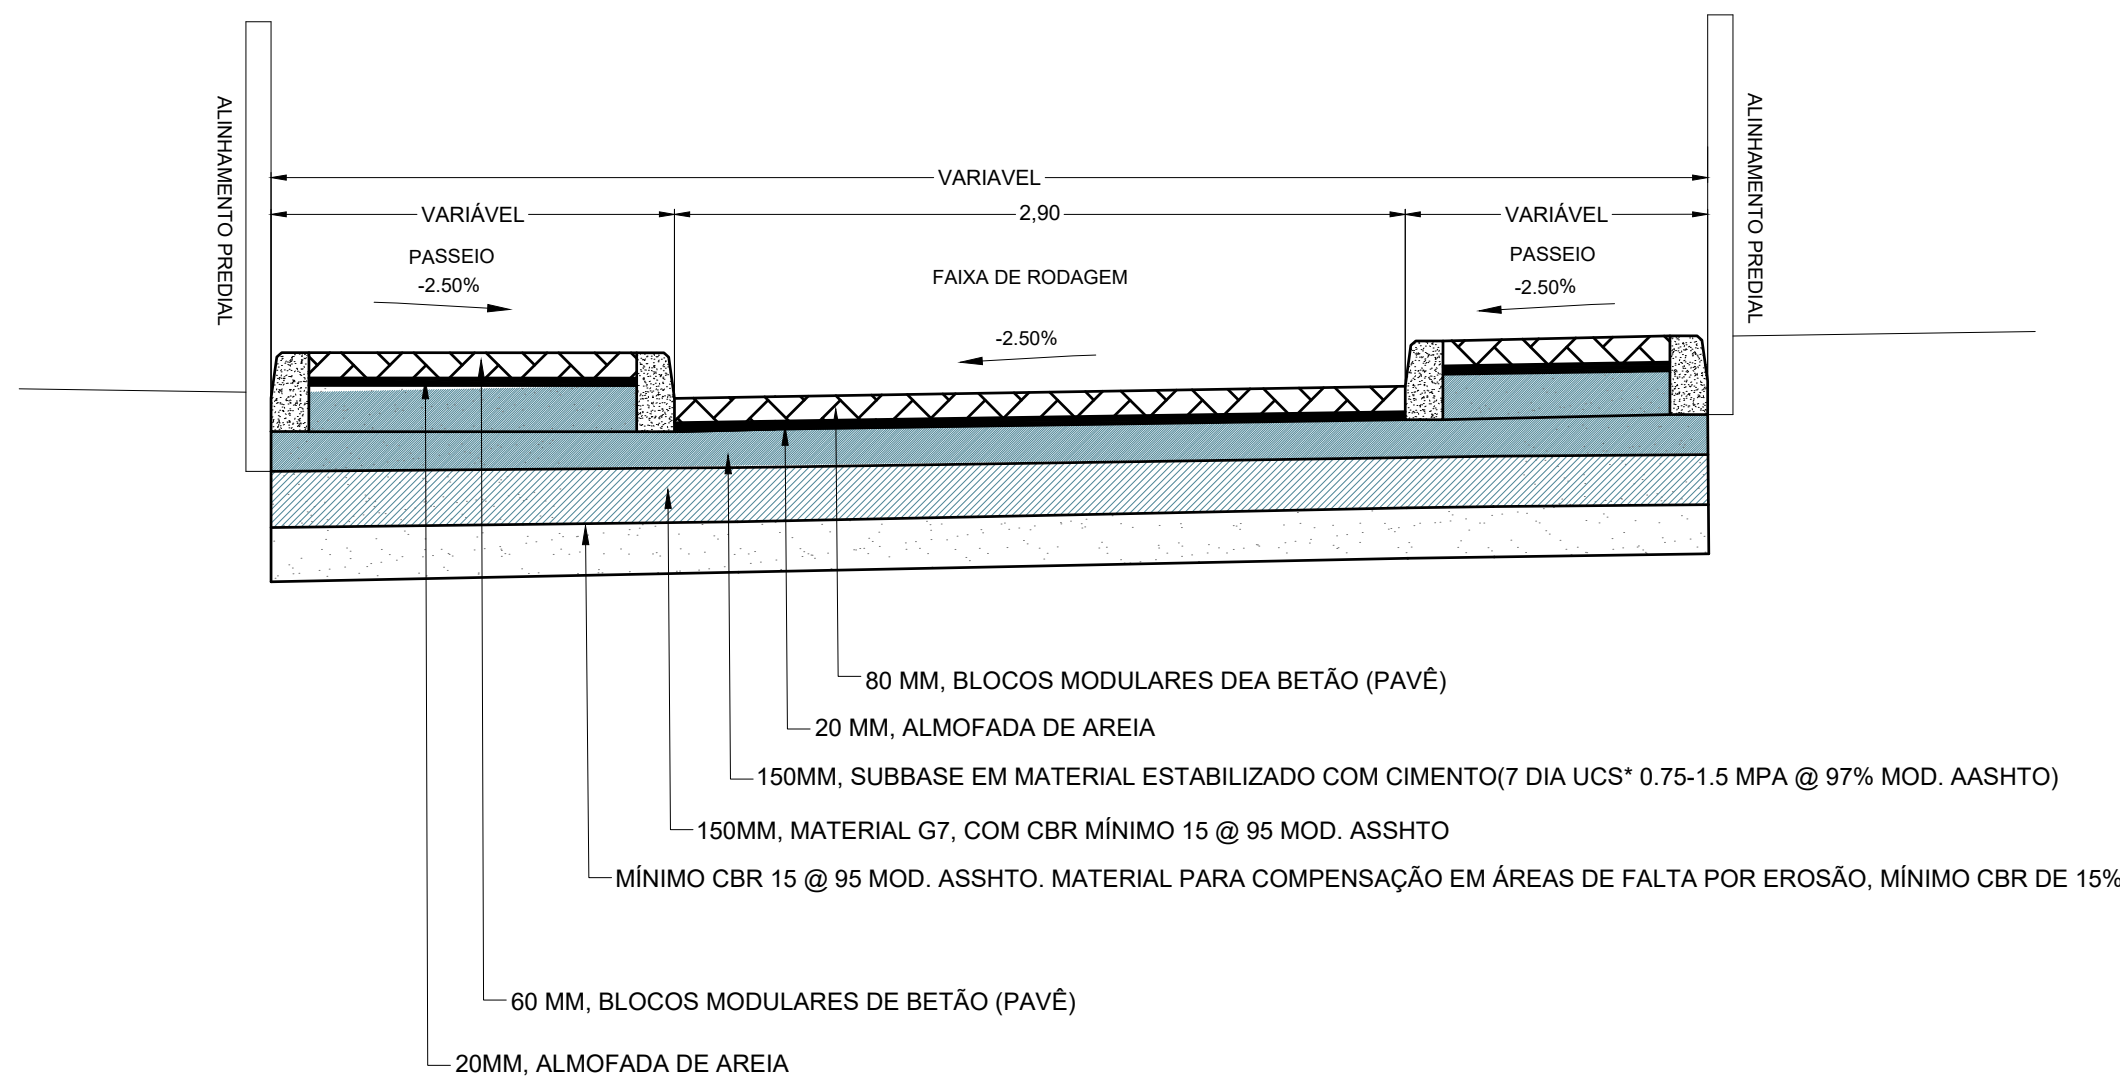 ALINHAMENTO PREDIAL
ALINHAMENTO PREDIAL
VARIAVEL
VARIÁVEL
2,90
VARIÁVEL
PASSEIO
-2.50%
FAIXA DE RODAGEM
-2.50%
PASSEIO
-2.50%
80 MM, BLOCOS MODULARES DEA BETÃO (PAVÊ)
20 MM, ALMOFADA DE AREIA
150MM, SUBBASE EM MATERIAL ESTABILIZADO COM CIMENTO(7 DIA UCS* 0.75-1.5 MPA @ 97% MOD. AASHTO)
150MM, MATERIAL G7, COM CBR MÍNIMO 15 @ 95 MOD. ASSHTO
MÍNIMO CBR 15 @ 95 MOD. ASSHTO. MATERIAL PARA COMPENSAÇÃO EM ÁREAS DE FALTA POR EROSÃO, MÍNIMO CBR DE 15%
60 MM, BLOCOS MODULARES DE BETÃO (PAVÊ)
20MM, ALMOFADA DE AREIA